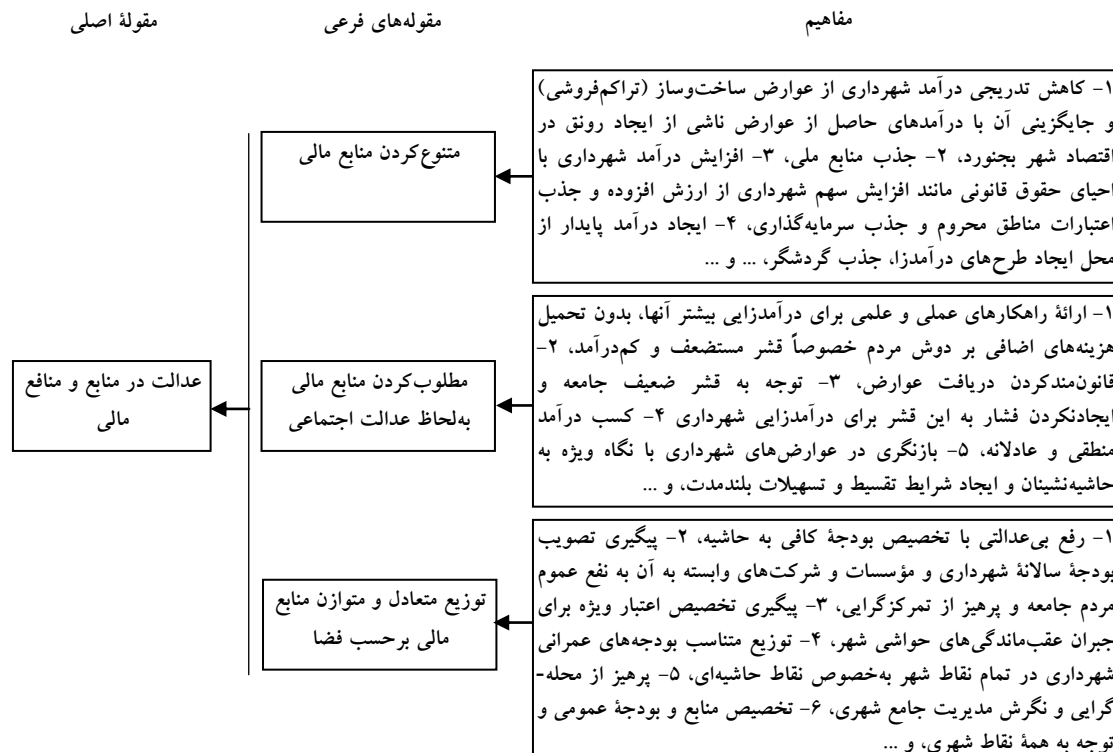 مفاهیم
مقوله‌های فرعی
مقولۀ اصلی
۱- کاهش تدریجی درآمد شهرداری از عوارض ساخت‌وساز (تراکم‌فروشی)
و جایگزینی آن با درآمدهای حاصل از عوارض ناشی از ایجاد رونق در
اقتصاد شهر بجنورد، ۲- جذب منابع ملی، ۳- افزایش درآمد شهرداری با
احیای حقوق قانونی مانند افزایش سهم شهرداری از ارزش افزوده و جذب
اعتبارات مناطق محروم و جذب سرمایه‌گذاری، ۴- ایجاد درآمد پایدار از
محل ایجاد طرح‌های درآمدزا، جذب گردشگر، ... و ...
متنوع‌کردن منابع مالی
۱- ارائۀ راهکارهای عملی و علمی برای درآمدزایی بیشتر آنها، بدون تحمیل
هزینه‌های اضافی بر دوش مردم خصوصاً قشر مستضعف و کم‌درآمد، ۲-
قانون‌مندکردن دریافت عوارض، ۳- توجه به قشر ضعیف جامعه و
ایجادنکردن فشار به این قشر برای درآمدزایی شهرداری ۴- کسب درآمد
منطقی و عادلانه، ۵- بازنگری در عوارض‌های شهرداری با نگاه ویژه به
حاشیه‌نشینان و ایجاد شرایط تقسیط و تسهیلات بلندمدت، و ...
مطلوب‌کردن منابع مالی
به‌لحاظ عدالت اجتماعی
عدالت در منابع و منافع
مالی
۱- رفع بی‌عدالتی با تخصیص بودجۀ کافی به حاشیه، ۲- پیگیری تصویب
بودجۀ سالانۀ شهرداری و مؤسسات و شرکت‌های وابسته به آن به نفع عموم
مردم جامعه و پرهیز از تمرکزگرایی، ۳- پیگیری تخصیص اعتبار ویژه برای
جبران عقب‌ماندگی‌های حواشی شهر، ۴- توزیع متناسب بودجه‌های عمرانی
شهرداری در تمام نقاط شهر به‌خصوص نقاط حاشیه‌ای، ۵- پرهیز از محله-
گرایی و نگرش مدیریت جامع شهری، ۶- تخصیص منابع و بودجۀ عمومی و
توجه به همۀ نقاط شهری، و ...
توزیع متعادل و متوازن منابع
مالی برحسب فضا